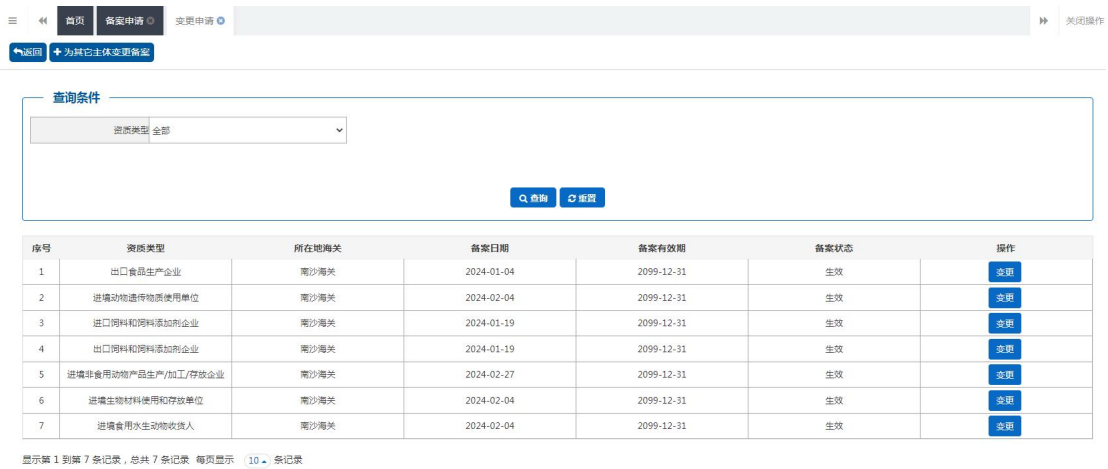 首页 备案申请 变更申请 关闭操作
返回 为其它主体变更备案
查询条件
资质类型 全部
查询 重置
序号 资质类型 所在地海关 备案日期 备案有效期 备案状态 操作
1 出口食品生产企业 南沙海关 2024-01-04 2099-12-31 生效 变更
2 进境动物遗传物质使用单位 南沙海关 2024-02-04 2099-12-31 生效 变更
3 进口饲料和饲料添加剂企业 南沙海关 2024-01-19 2099-12-31 生效 变更
4 出口饲料和饲料添加剂企业 南沙海关 2024-01-19 2099-12-31 生效 变更
5 进境非食用动物产品生产/加工/存放企业 南沙海关 2024-02-27 2099-12-31 生效 变更
6 进境生物材料使用和存放单位 南沙海关 2024-02-04 2099-12-31 生效 变更
7 进境食用水生动物收货人 南沙海关 2024-02-04 2099-12-31 生效 变更
显示第 1 到第 7 条记录，总共 7 条记录 每页显示 10 条记录